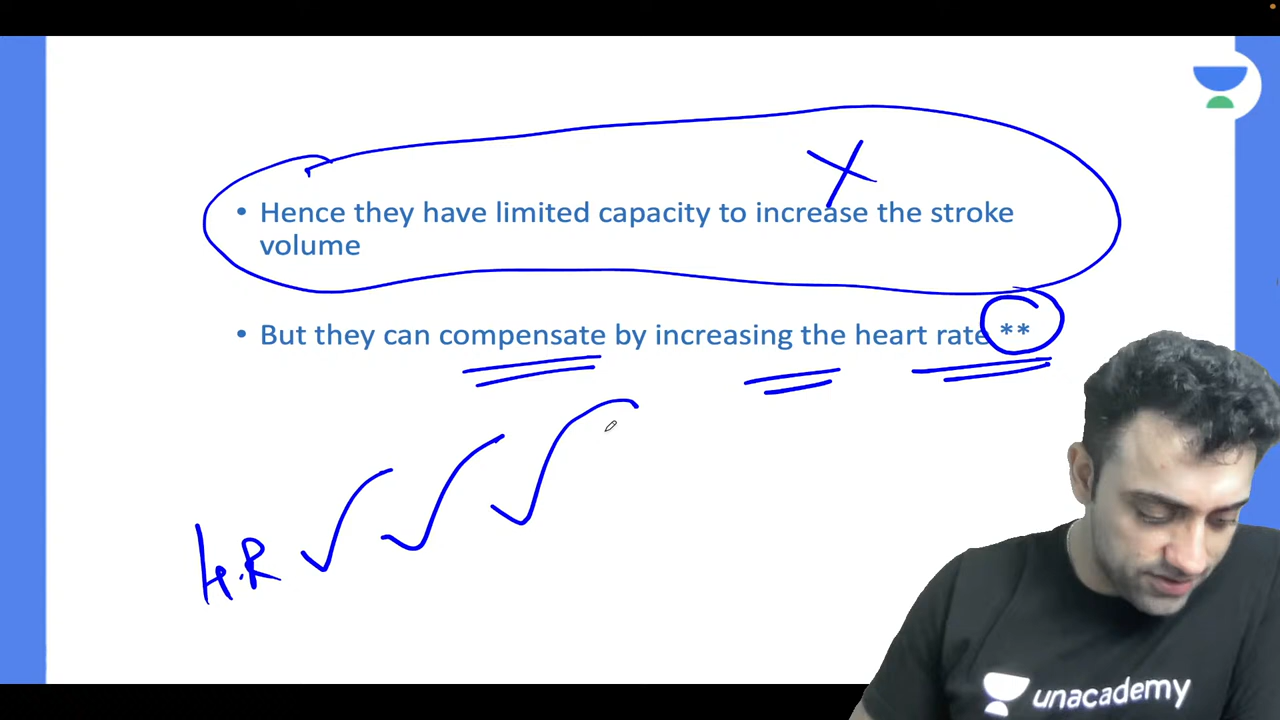 • Hence they have limited capacity to increase the stroke
volume
• But they can compensate by increasing the heart rate **
H.R
unacademy